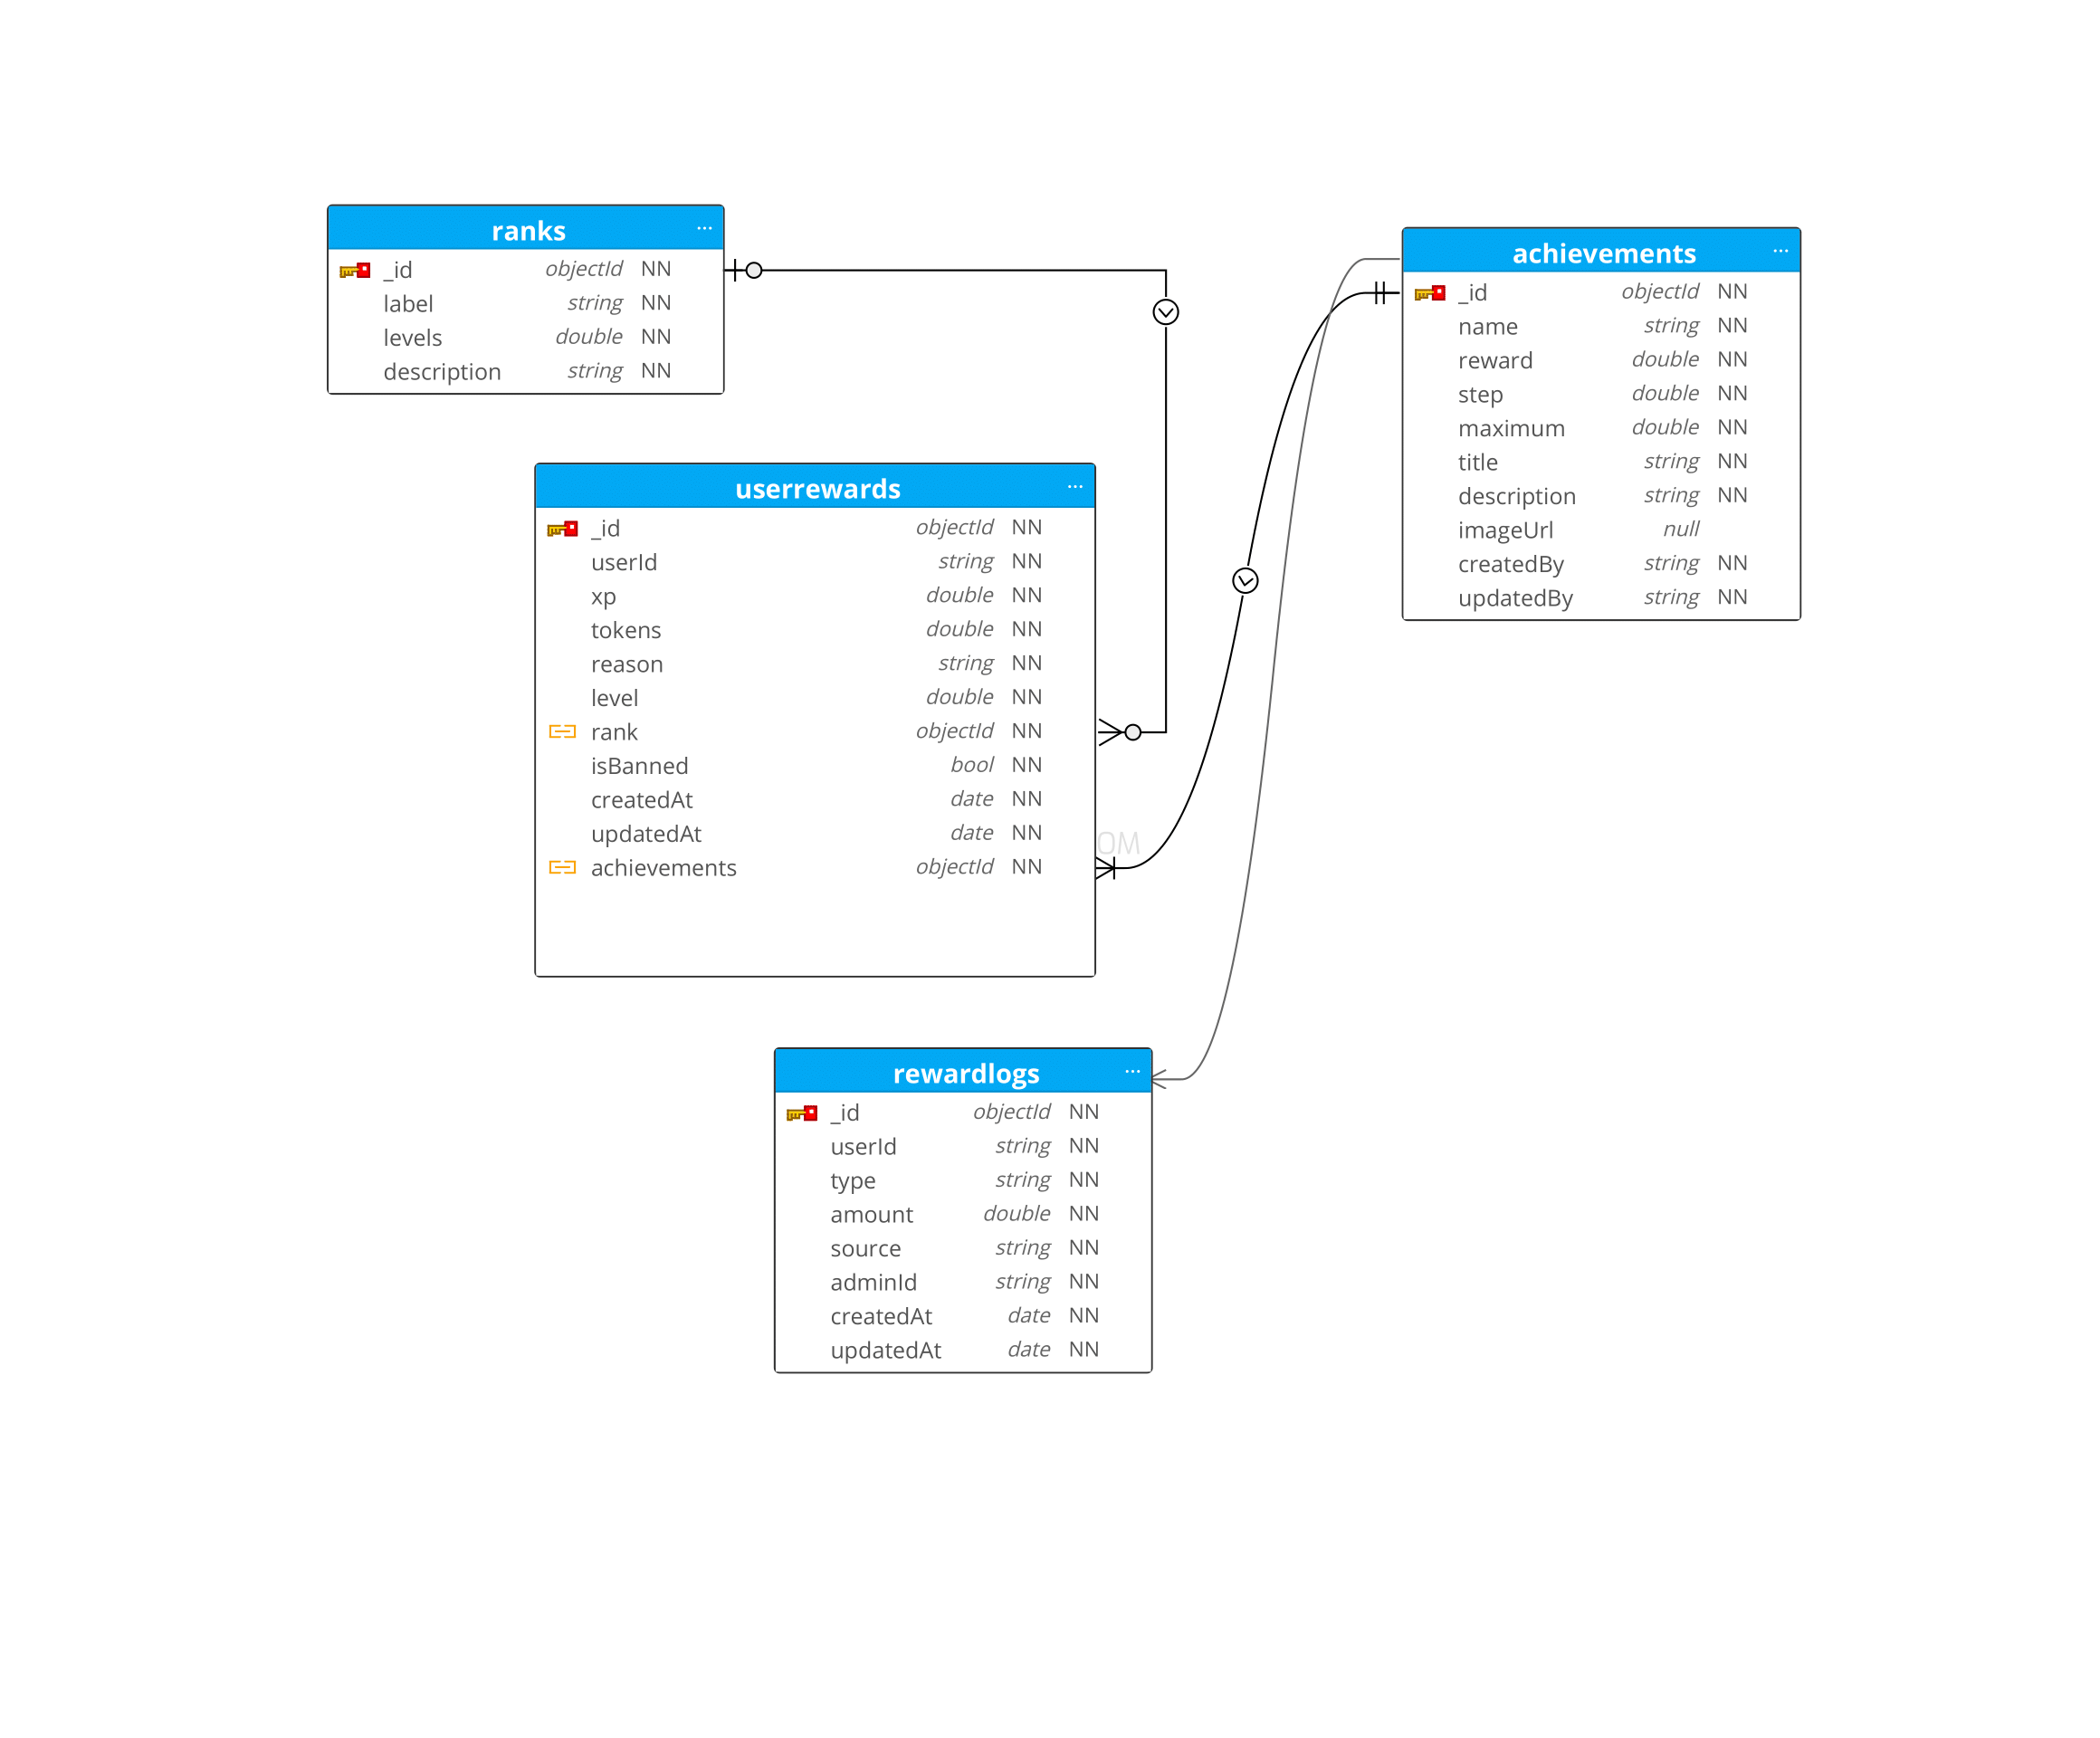 ranks ...
_id objectId NN
label string NN
levels double NN
description string NN
achievements ...
_id objectId NN
name string NN
reward double NN
step double NN
maximum double NN
title string NN
description string NN
imageUrl null
createdBy string NN
updatedBy string NN
userrewards ...
_id objectId NN
userId string NN
xp double NN
tokens double NN
reason string NN
level double NN
rank objectId NN
isBanned bool NN
createdAt date NN
updatedAt date NN
achievements objectId NN
OM
rewardlogs ...
_id objectId NN
userId string NN
type string NN
amount double NN
source string NN
adminId string NN
createdAt date NN
updatedAt date NN